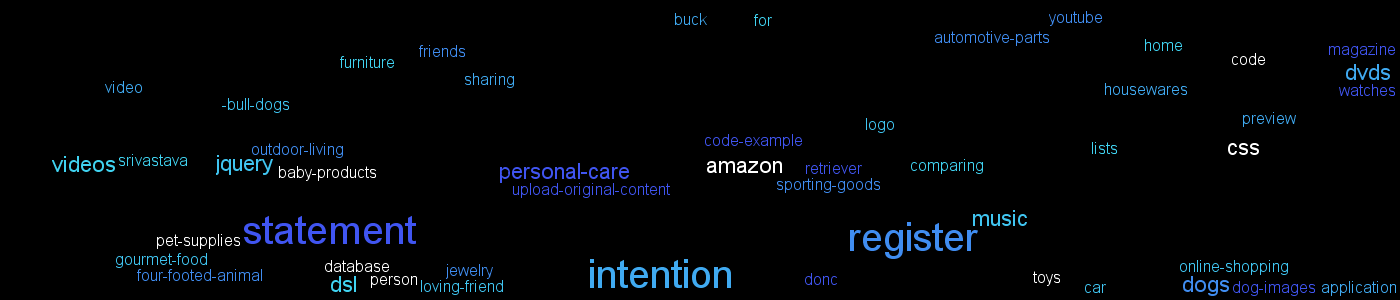 buck for youtube
automotive-parts
friends home magazine
furniture code
sharing dvds
video housewares watches
-bull-dogs
logo preview
code-example
outdoor-living lists css
videos srivastava jquery amazon retriever comparing
baby-products personal-care
upload-original-content sporting-goods
music
statement register
pet-supplies
gourmet-food database online-shopping
four-footed-animal jewelry intention donc toys
dsl person loving-friend car dogs dog-images application